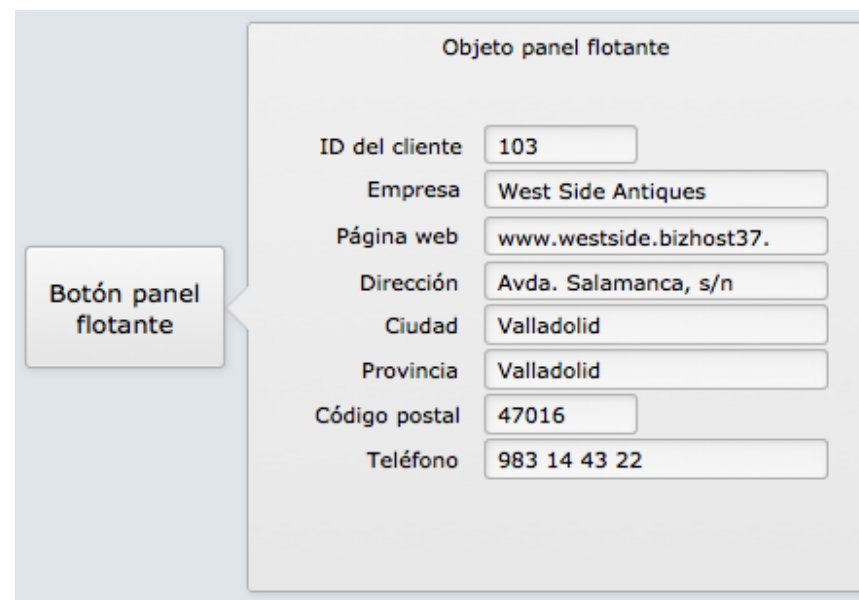 Objeto panel flotante
ID del cliente 103
Empresa West Side Antiques
Página web www.westside.bizhost37.
Dirección Avda. Salamanca, s/n
Botón panel
flotante
Ciudad Valladolid
Provincia Valladolid
Código postal 47016
Teléfono 983 14 43 22